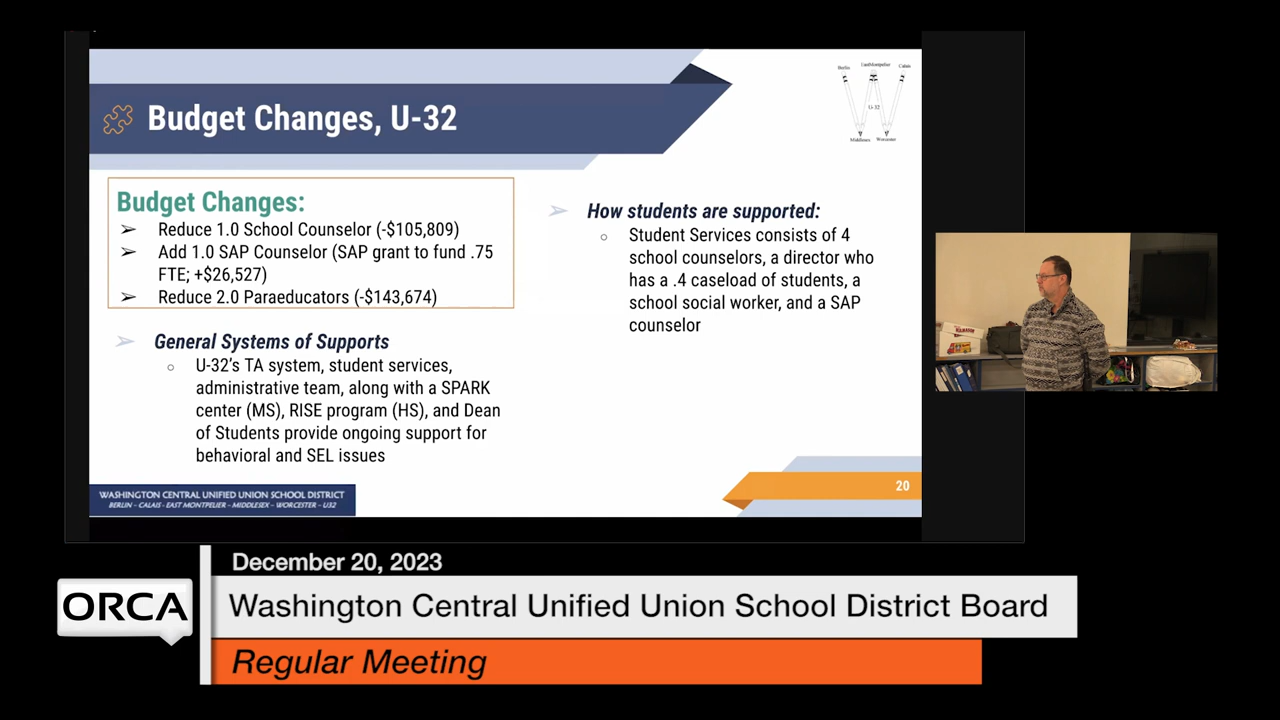 Budget Changes, U-32
Berlin
EastMontpelier
Calais
U-32
Middlesex
Worcester
Budget Changes:
➢ Reduce 1.0 School Counselor (-$105,809)
➢ Add 1.0 SAP Counselor (SAP grant to fund .75
FTE; +$26,527)
➢ Reduce 2.0 Paraeducators (-$143,674)
➢ General Systems of Supports
○ U-32's TA system, student services,
administrative team, along with a SPARK
center (MS), RISE program (HS), and Dean
of Students provide ongoing support for
behavioral and SEL issues
➢ How students are supported:
○ Student Services consists of 4
school counselors, a director who
has a .4 caseload of students, a
school social worker, and a SAP
counselor
20
WASHINGTON CENTRAL UNIFIED UNION SCHOOL DISTRICT
BERLIN – CALAIS - EAST MONTPELIER – MIDDLESEX – WORCESTER – U32
December 20, 2023
ORCA
Washington Central Unified Union School District Board
Regular Meeting